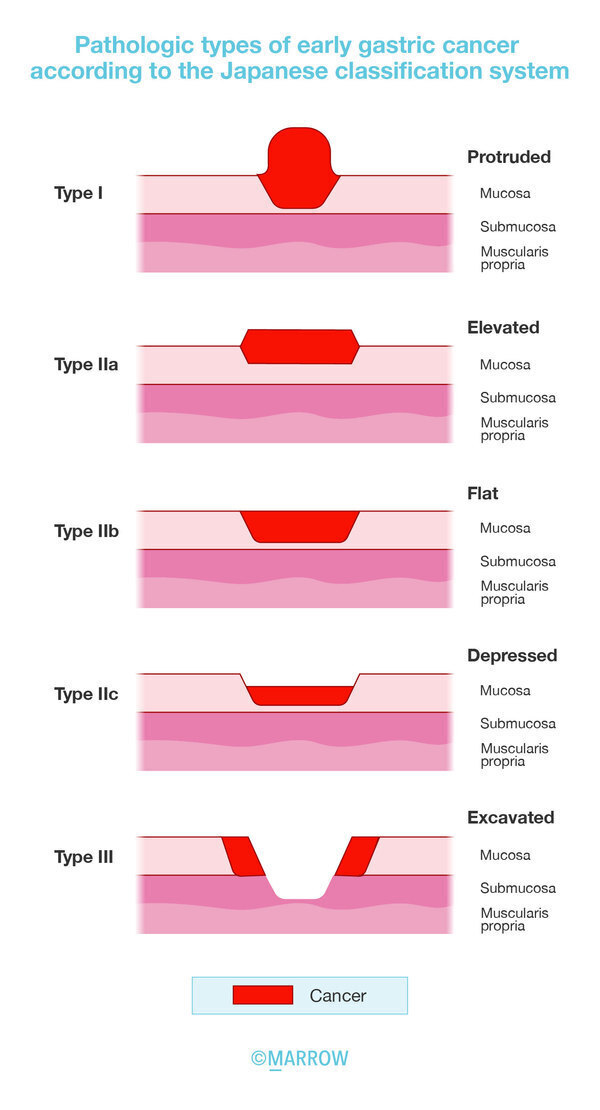 Pathologic types of early gastric cancer
according to the Japanese classification system
Protruded
Type I
Mucosa
Submucosa
Muscularis
propria
Elevated
Type IIa
Mucosa
Submucosa
Muscularis
propria
Flat
Type IIb
Mucosa
Submucosa
Muscularis
propria
Depressed
Type IIc
Mucosa
Submucosa
Muscularis
propria
Excavated
Type III
Mucosa
Submucosa
Muscularis
propria
Cancer
©MARROW